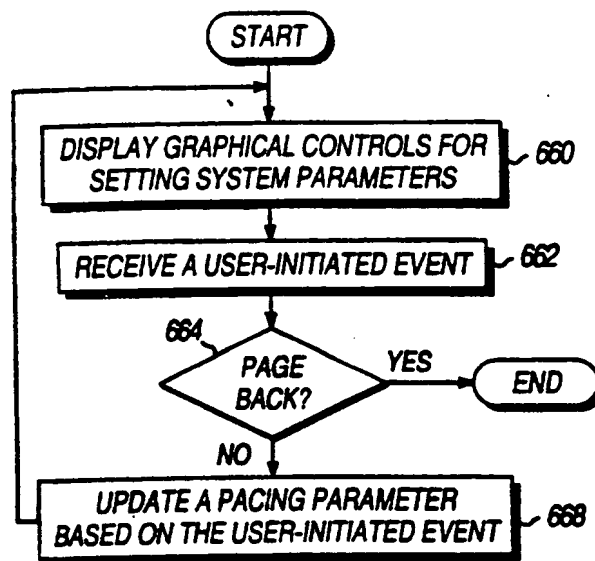 START
DISPLAY GRAPHICAL CONTROLS FOR
SETTING SYSTEM PARAMETERS
660
RECEIVE A USER-INITIATED EVENT
662
664
PAGE
BACK?
YES
END
NO
UPDATE A PACING PARAMETER
BASED ON THE USER-INITIATED EVENT
668